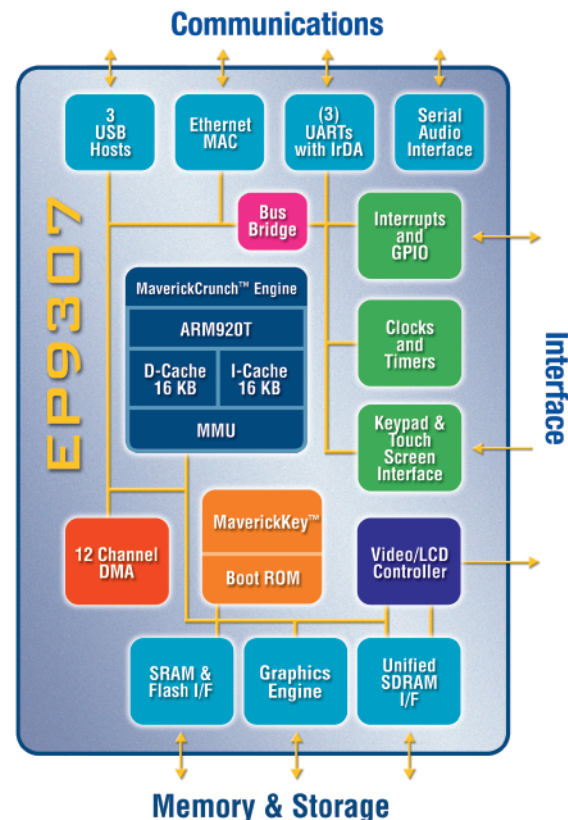 Communications
3
USB
Hosts
Ethernet
MAC
(3)
UARTs
with IrDA
Serial
Audio
Interface
EP9307
Bus
Bridge
Interrupts
and
GPIO
MaverickCrunch™ Engine
ARM920T
D-Cache
16 KB
I-Cache
16 KB
MMU
Clocks
and
Timers
Interface
Keypad &
Touch
Screen
Interface
12 Channel
DMA
MaverickKey™
Boot ROM
Video/LCD
Controller
SRAM &
Flash I/F
Graphics
Engine
Unified
SDRAM
I/F
Memory & Storage